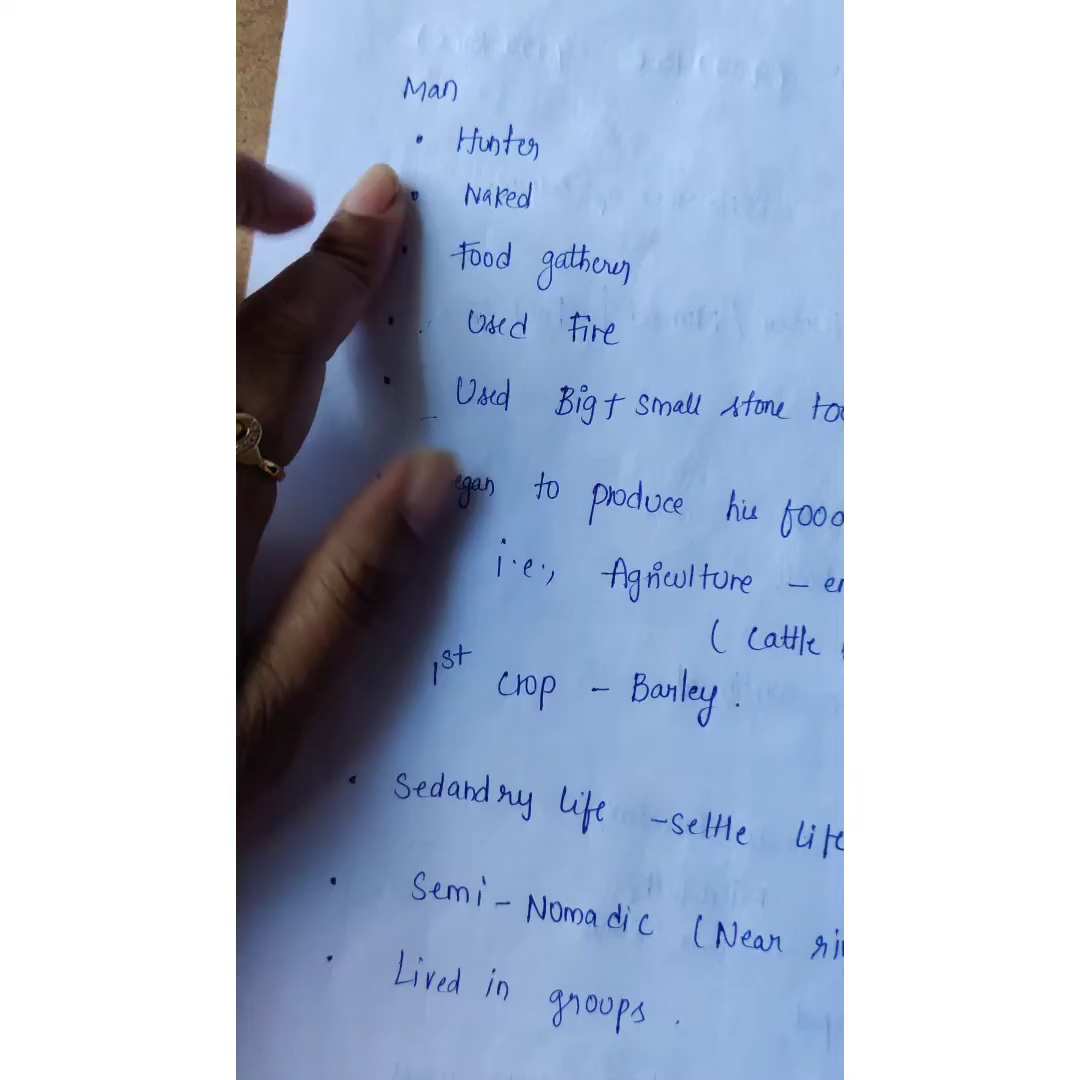 Man
• Hunter
• Naked
• Food gatherer
• Used Fire
• Used Big + small stone
to produce his
i.e., Agriculture -
( Cattle
1st crop - Barley.
• Sedandry life - settle
• Semi - Nomadic (Near
• Lived in groups.